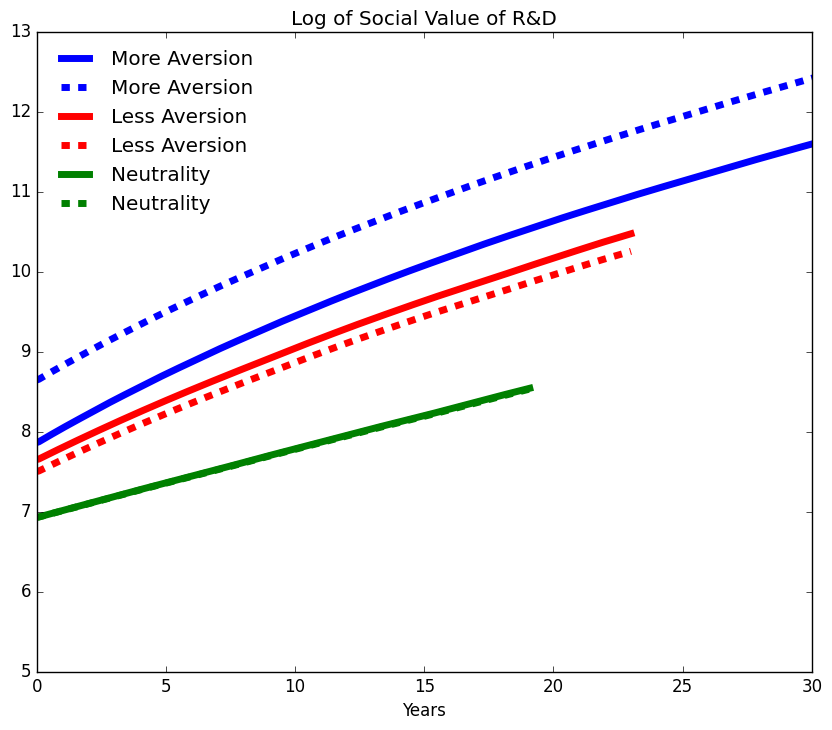 Log of Social Value of R&D
13
12
11
10
9
8
7
6
5
More Aversion
More Aversion
Less Aversion
Less Aversion
Neutrality
Neutrality
0 5 10 15 20 25 30
Years